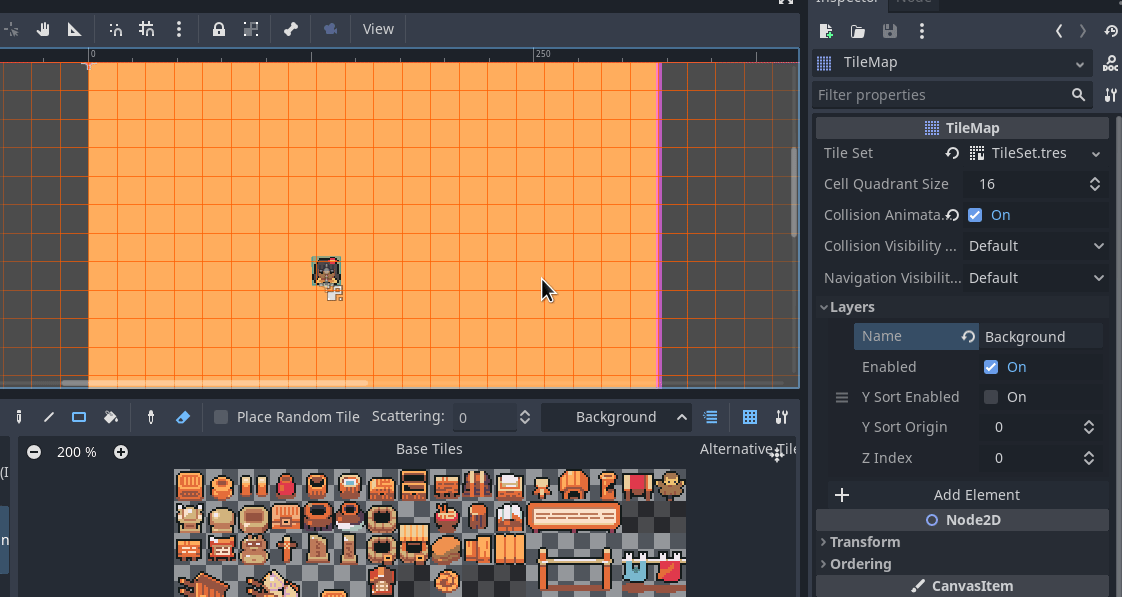 Inspector Node
View
0 250
TileMap
Filter properties
TileMap
Tile Set TileSet.tres
Cell Quadrant Size 16
Collision Animata.. On
Collision Visibility ... Default
Navigation Visibilit... Default
Layers
Name Background
Enabled On
Y Sort Enabled On
Y Sort Origin 0
Z Index 0
Add Element
Node2D
Transform
Ordering
CanvasItem
Place Random Tile Scattering: 0 Background
200 % Base Tiles Alternative Tile
(I
n